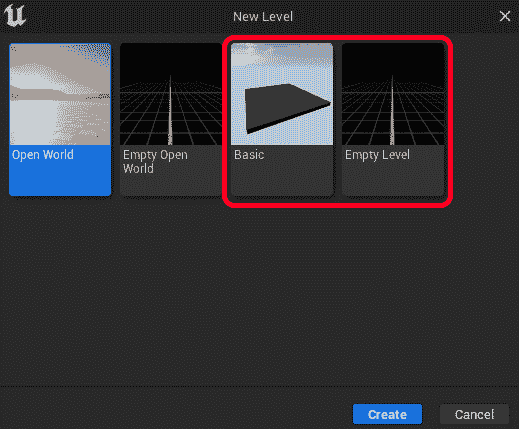 New Level
Open World
Empty Open
World
Basic
Empty Level
Create
Cancel